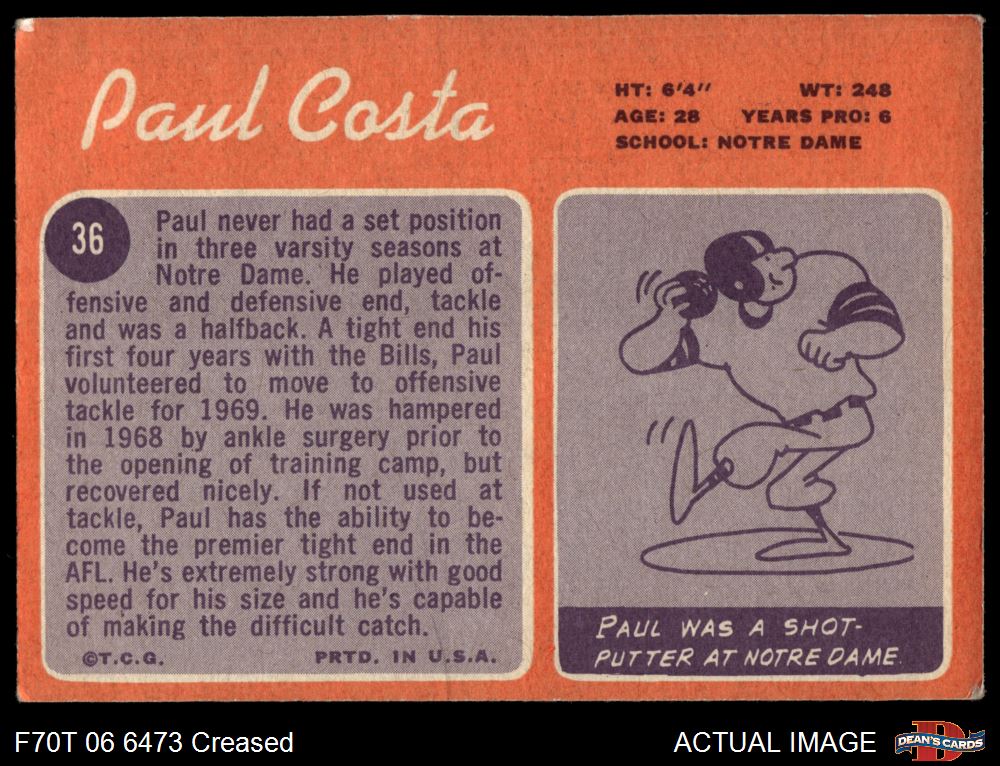 Paul Costa
HT: 6'4" WT: 248
AGE: 28 YEARS PRO: 6
SCHOOL: NOTRE DAME
36
Paul never had a set position
in three varsity seasons at
Notre Dame. He played of-
fensive and defensive end, tackle
and was a halfback. A tight end his
first four years with the Bills, Paul
volunteered to move to offensive
tackle for 1969. He was hampered
in 1968 by ankle surgery prior to
the opening of training camp, but
recovered nicely. If not used at
tackle, Paul has the ability to be-
come the premier tight end in the
AFL. He's extremely strong with good
speed for his size and he's capable
of making the difficult catch.
©T.C.G. PRTD. IN U.S.A.
PAUL WAS A SHOT-
PUTTER AT NOTRE DAME.
F70T 06 6473 Creased
ACTUAL IMAGE
D
DEAN'S CARDS